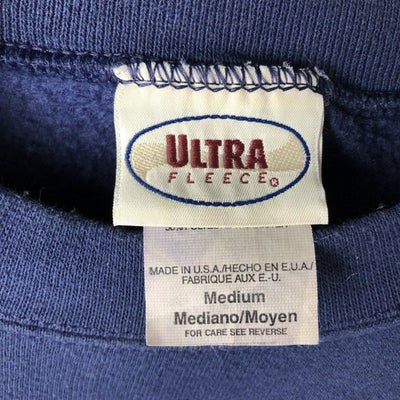 ULTRA
FLEECE®
MADE IN U.S.A./HECHO EN E.U.A./
FABRIQUE AUX E.-U.
Medium
Mediano/Moyen
FOR CARE SEE REVERSE